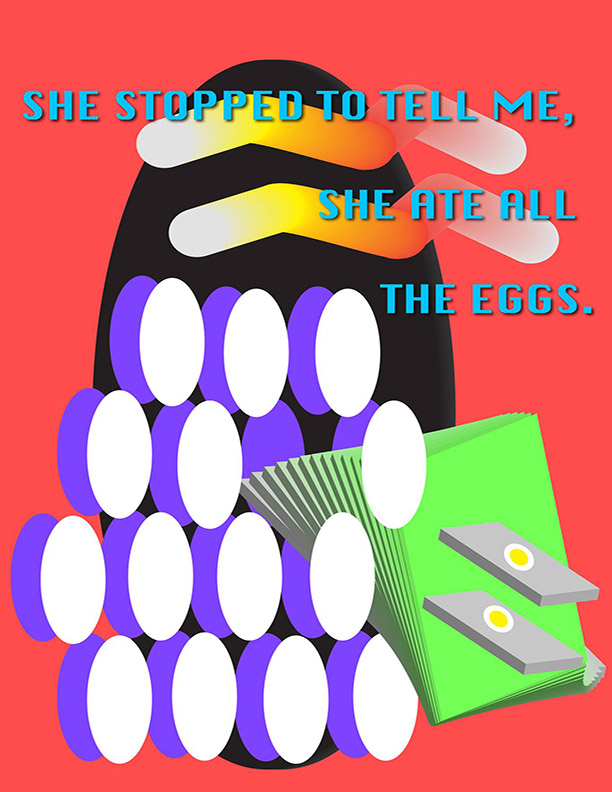 SHE STOPPED TO TELL ME,
SHE ATE ALL
THE EGGS.